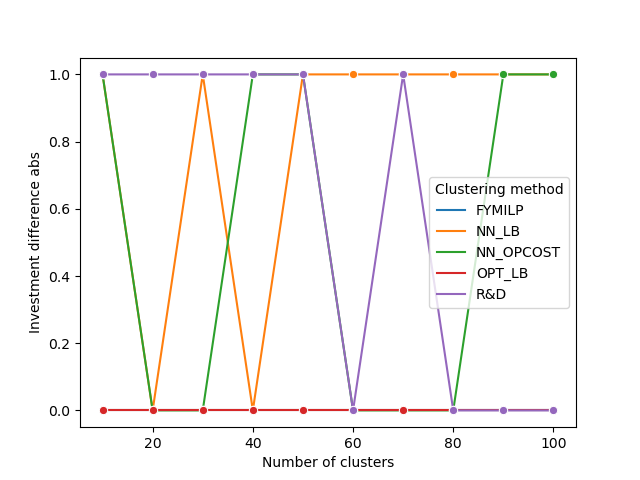 1.0
0.8
0.6
0.4
0.2
0.0
Investment difference abs
Clustering method
FYMILP
NN_LB
NN_OPCOST
OPT_LB
R&D
20 40 60 80 100
Number of clusters